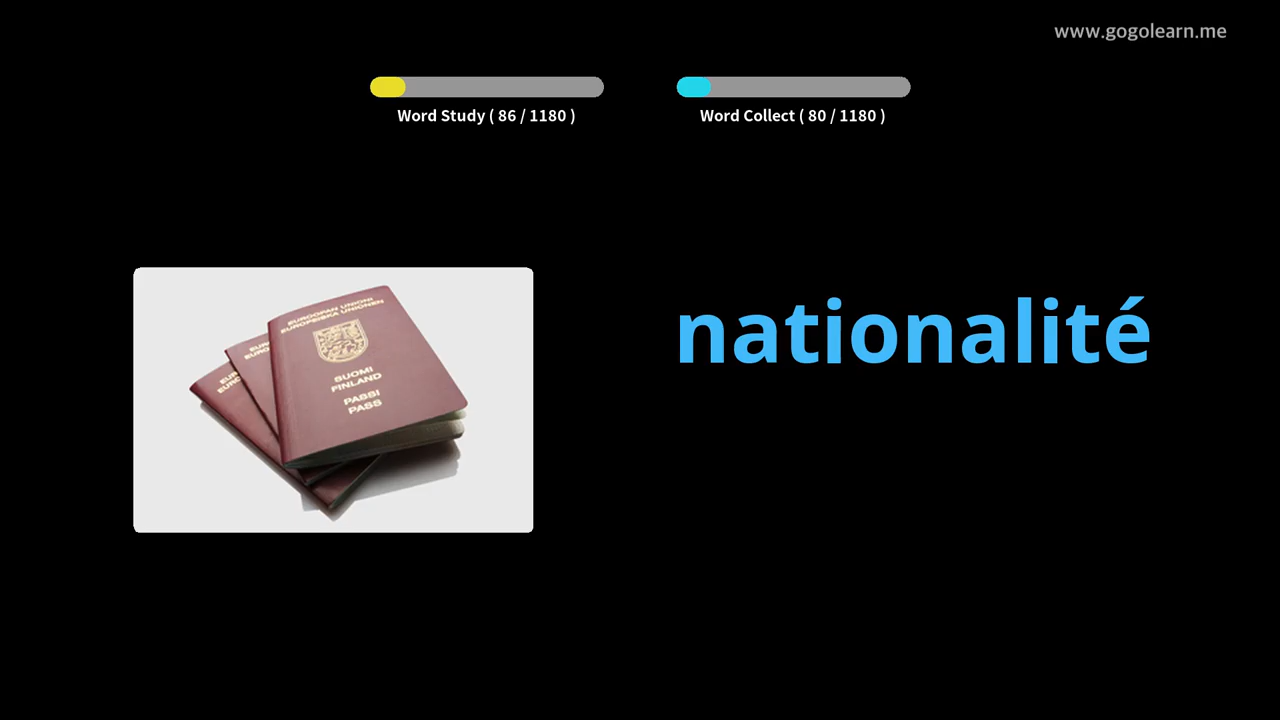 www.gogolearn.me
Word Study ( 86 / 1180 )
Word Collect ( 80 / 1180 )
nationalité
EUROOPAN UNIONI
EUROPEISKA UNIONEN
SUOMI
FINLAND
PASSI
PASS